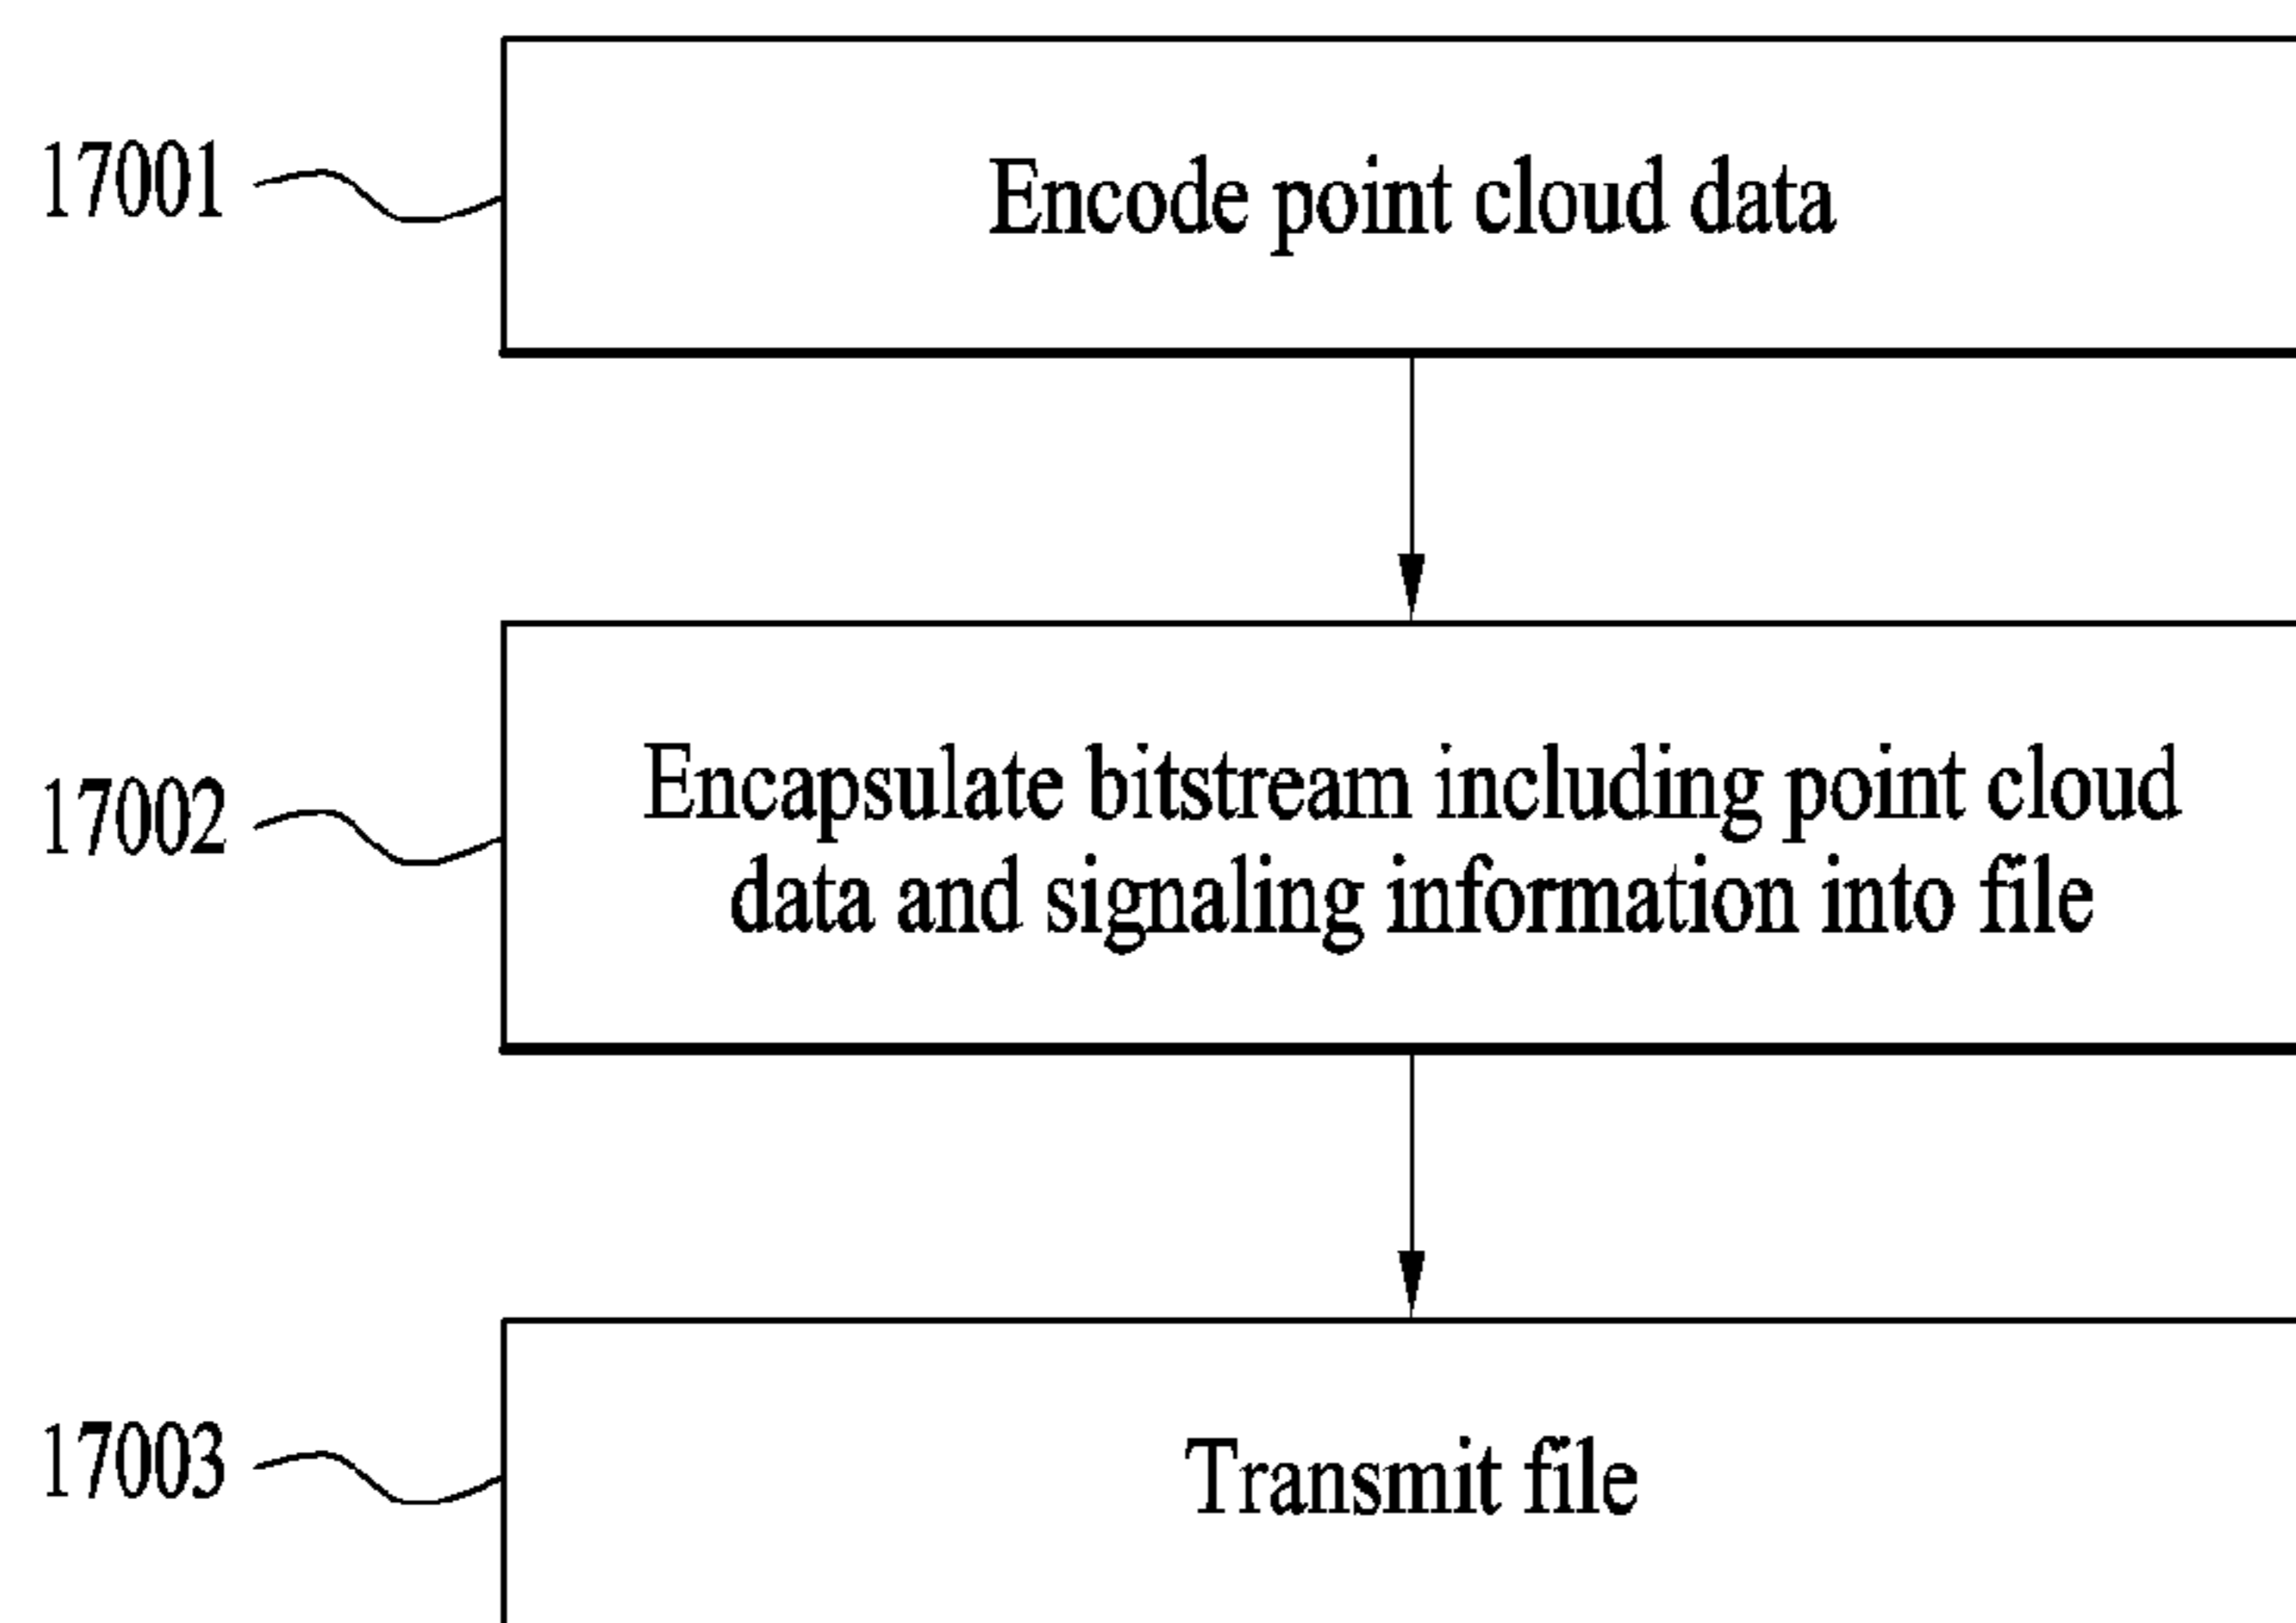 17001
Encode point cloud data
17002
Encapsulate bitstream including point cloud
data and signaling information into file
17003
Transmit file